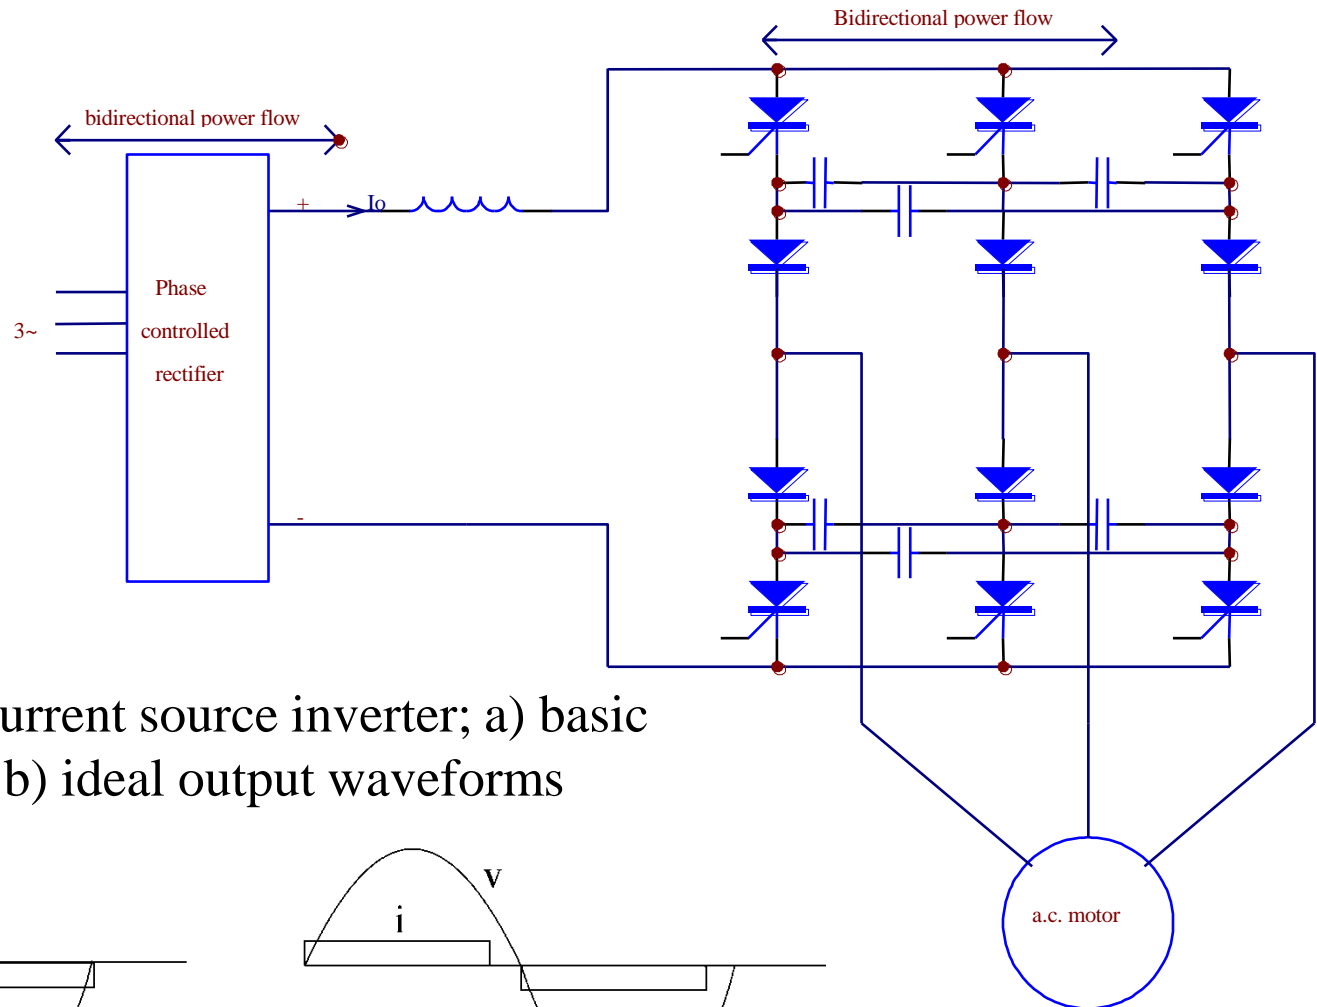 Bidirectional power flow
bidirectional power flow
+
Io
Phase
controlled
rectifier
3~
-
urrent source inverter; a) basic
b) ideal output waveforms
v
i
a.c. motor